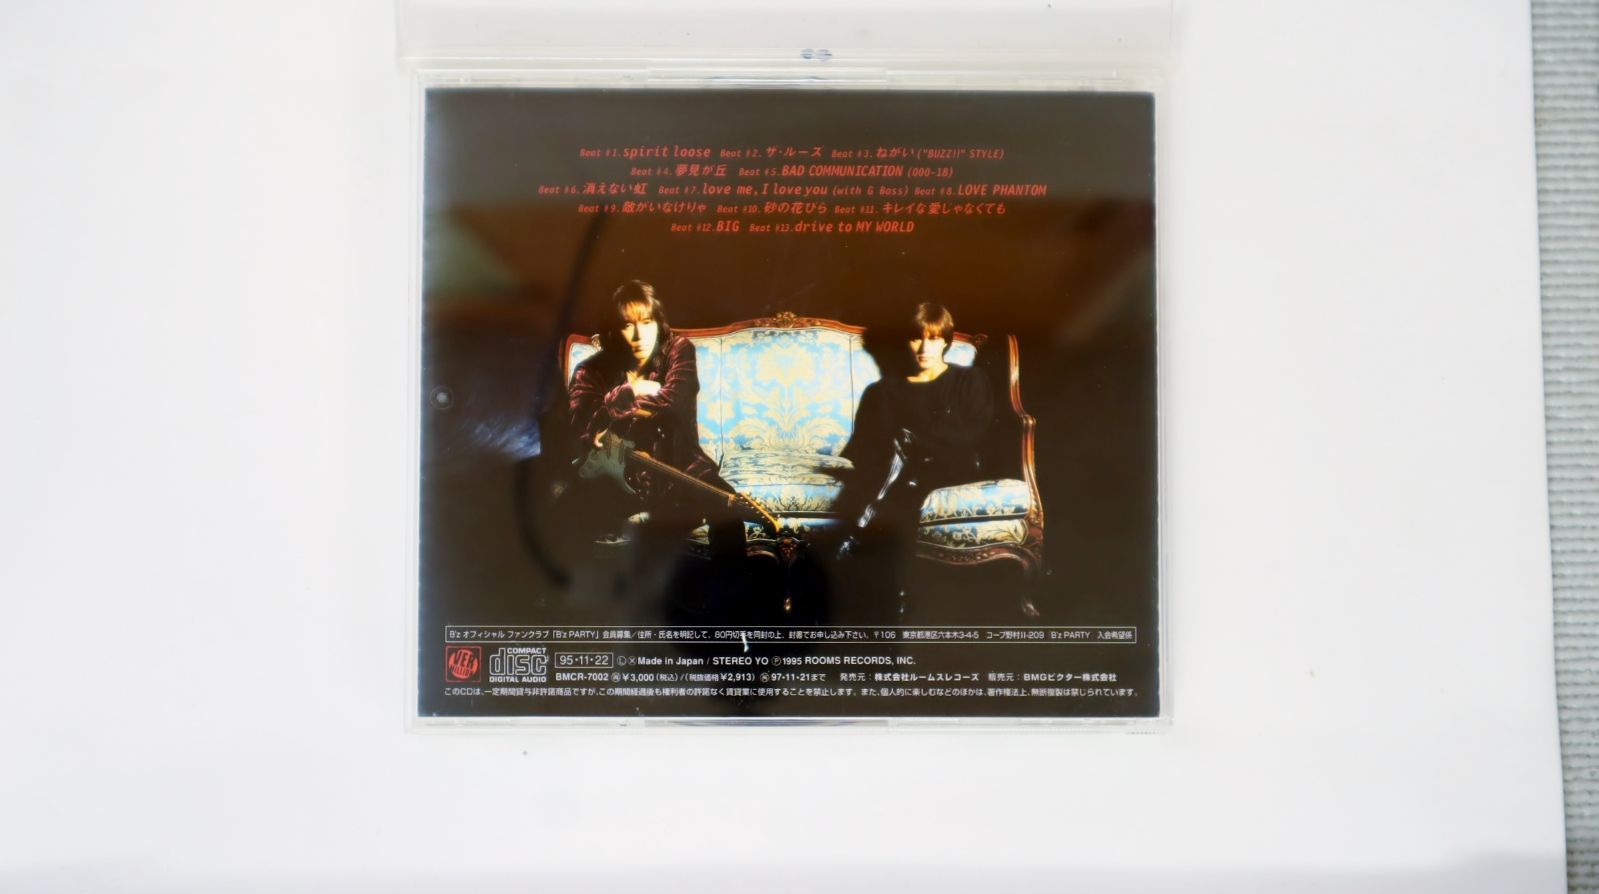 Beat #1.spirit loose Beat #2.ザ・ルーズ Beat #3.ねがい("BUZZ!!" STYLE)
Beat #4.夢見が丘 Beat #5.BAD COMMUNICATION (000-18)
Beat #6.消えない虹 Beat #7.love me, I love you (with G Bass) Beat #8.LOVE PHANTOM
Beat #9.敵がいなけりゃ Beat #10.砂の花びら Beat #11.キレイな愛じゃなくても
Beat #12.BIG Beat #13.drive to MY WORLD
B'z オフィシャル ファンクラブ「B'z PARTY」会員募集/住所・氏名を明記して、80円切手を同封の上、封書でお申し込み下さい。〒106 東京都港区六本木3-4-5 コープ野村II-209 B'z PARTY 入会希望係
COMPACT disc DIGITAL AUDIO
95・11・22 Ⓛ Ⓧ Made in Japan / STEREO YO Ⓟ1995 ROOMS RECORDS, INC.
BMCR-7002 ㊢¥3,000(税込)/(税抜価格¥2,913) ㊢97・11・21まで 発売元:株式会社ルームスレコーズ 販売元:BMGビクター株式会社
このCDは、一定期間貸与非許諾商品ですが、この期間経過後も権利者の許諾なく賃貸業に使用することを禁止します。また、個人的に楽しむなどのほかは、著作権法上、無断複製は禁じられています。